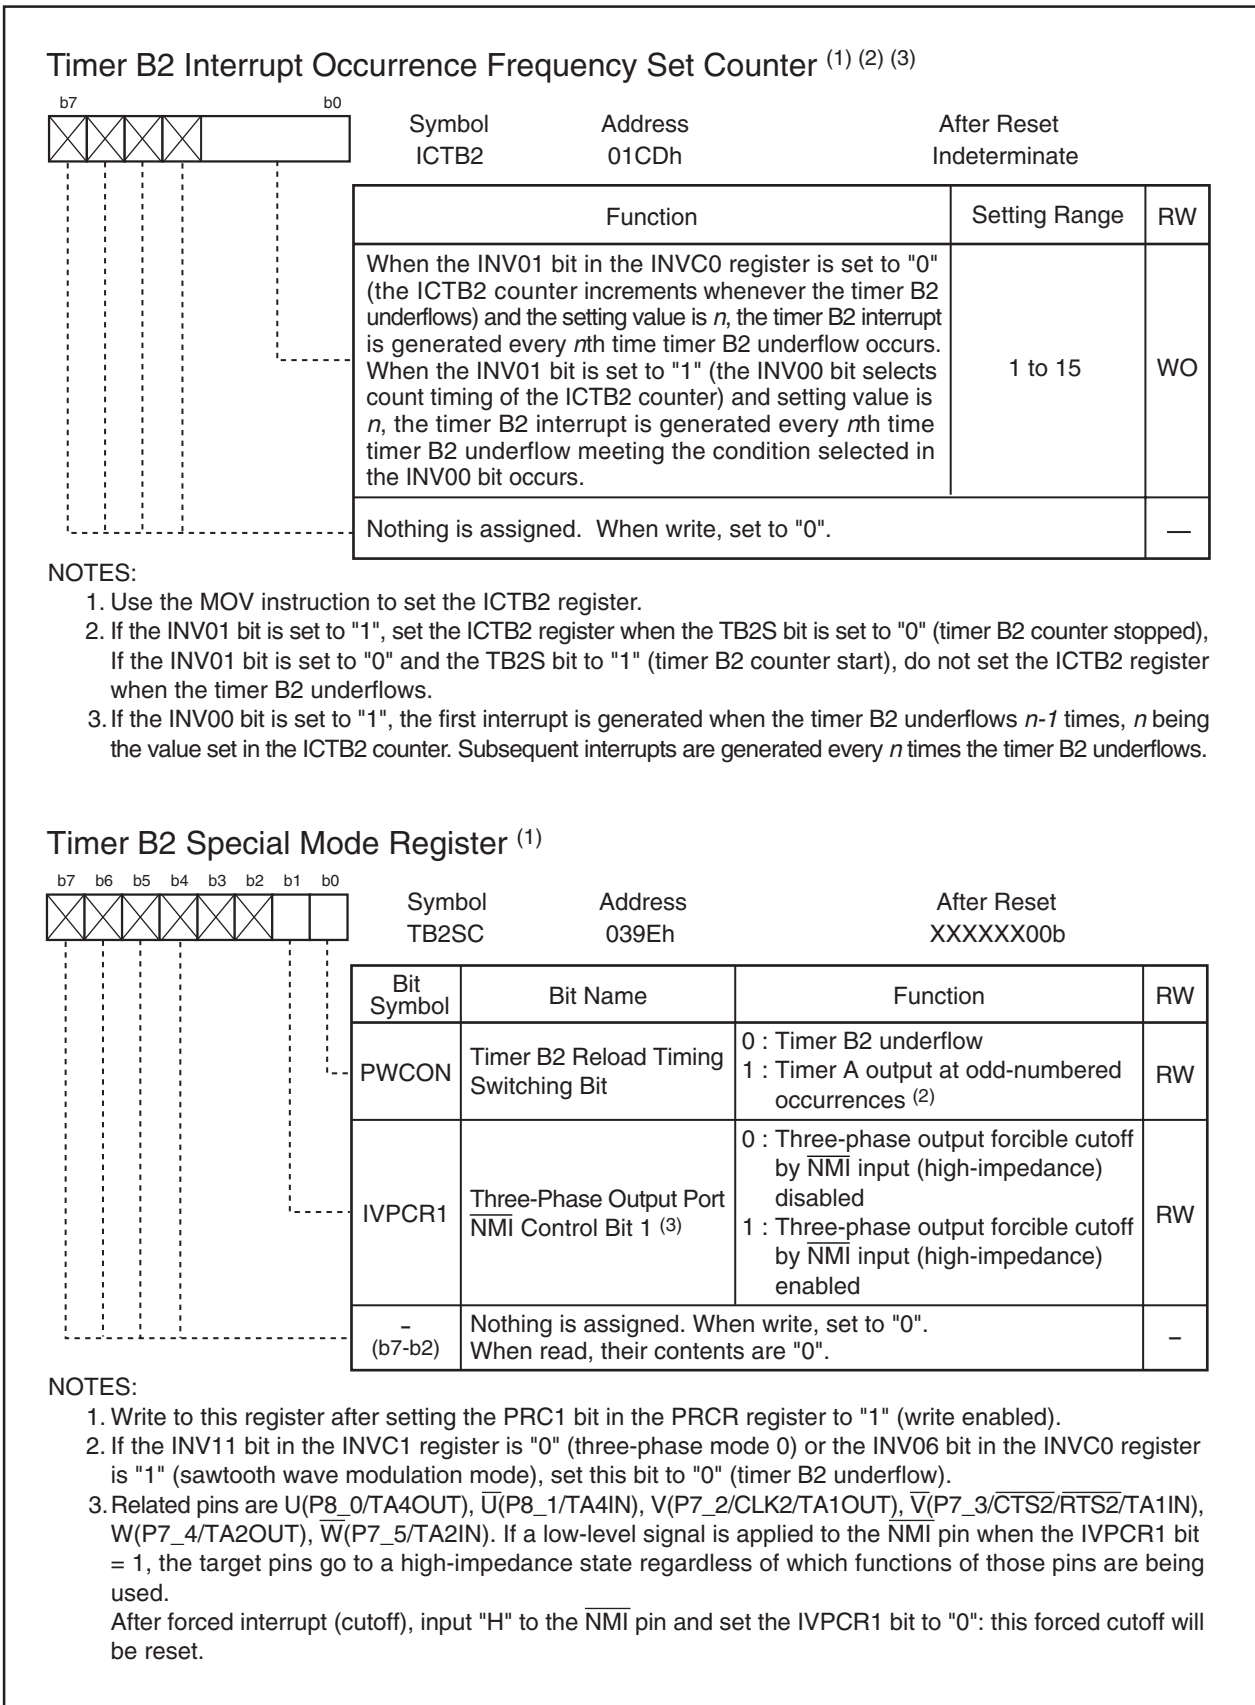 Timer B2 Interrupt Occurrence Frequency Set Counter (1) (2) (3)
b7 b0
Symbol Address After Reset
ICTB2 01CDh Indeterminate
Function Setting Range RW
When the INV01 bit in the INVC0 register is set to "0"
(the ICTB2 counter increments whenever the timer B2
underflows) and the setting value is n, the timer B2 interrupt
is generated every nth time timer B2 underflow occurs.
When the INV01 bit is set to "1" (the INV00 bit selects
count timing of the ICTB2 counter) and setting value is
n, the timer B2 interrupt is generated every nth time
timer B2 underflow meeting the condition selected in
the INV00 bit occurs.
1 to 15
WO
Nothing is assigned. When write, set to "0".
—
NOTES:
1. Use the MOV instruction to set the ICTB2 register.
2. If the INV01 bit is set to "1", set the ICTB2 register when the TB2S bit is set to "0" (timer B2 counter stopped),
If the INV01 bit is set to "0" and the TB2S bit to "1" (timer B2 counter start), do not set the ICTB2 register
when the timer B2 underflows.
3. If the INV00 bit is set to "1", the first interrupt is generated when the timer B2 underflows n-1 times, n being
the value set in the ICTB2 counter. Subsequent interrupts are generated every n times the timer B2 underflows.
Timer B2 Special Mode Register (1)
b7 b6 b5 b4 b3 b2 b1 b0
Symbol Address After Reset
TB2SC 039Eh XXXXXX00b
Bit
Symbol
Bit Name
Function
RW
PWCON
Timer B2 Reload Timing
Switching Bit
0 : Timer B2 underflow
1 : Timer A output at odd-numbered
occurrences (2)
RW
IVPCR1
Three-Phase Output Port
N̅M̅I̅ Control Bit 1 (3)
0 : Three-phase output forcible cutoff
by N̅M̅I̅ input (high-impedance)
disabled
1 : Three-phase output forcible cutoff
by N̅M̅I̅ input (high-impedance)
enabled
RW
–
(b7-b2)
Nothing is assigned. When write, set to "0".
When read, their contents are "0".
–
NOTES:
1. Write to this register after setting the PRC1 bit in the PRCR register to "1" (write enabled).
2. If the INV11 bit in the INVC1 register is "0" (three-phase mode 0) or the INV06 bit in the INVC0 register
is "1" (sawtooth wave modulation mode), set this bit to "0" (timer B2 underflow).
3. Related pins are U(P8_0/TA4OUT), U̅(P8_1/TA4IN), V(P7_2/CLK2/TA1OUT), V̅(P7_3/C̅T̅S̅2̅/R̅T̅S̅2̅/TA1IN),
W(P7_4/TA2OUT), W̅(P7_5/TA2IN). If a low-level signal is applied to the N̅M̅I̅ pin when the IVPCR1 bit
= 1, the target pins go to a high-impedance state regardless of which functions of those pins are being
used.
After forced interrupt (cutoff), input "H" to the N̅M̅I̅ pin and set the IVPCR1 bit to "0": this forced cutoff will
be reset.